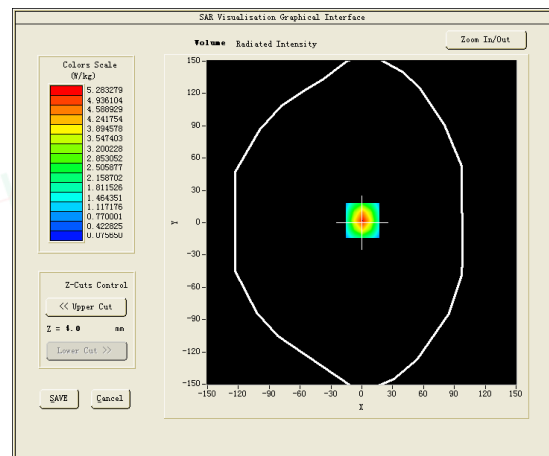 SAR Visualisation Graphical Interface
Volume Radiated Intensity
Zoom In/Out
Colors Scale
(W/kg)
5.283279
4.936104
4.588929
4.241754
3.894578
3.547403
3.200228
2.853052
2.505877
2.158702
1.811526
1.464351
1.117176
0.770001
0.422825
0.075650
150
120
90
60
30
0
-30
-60
-90
-120
-150
Y
-150 -120 -90 -60 -30 0 30 60 90 120 150
X
Z-Cuts Control
<< Upper Cut
Z = 4.0 mm
Lower Cut >>
SAVE Cancel